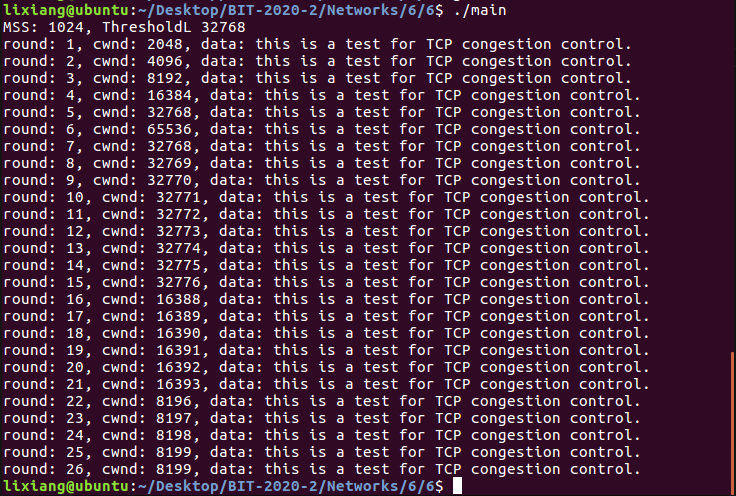 lixiang@ubuntu:~/Desktop/BIT-2020-2/Networks/6/6$ ./main
MSS: 1024, ThresholdL 32768
round: 1, cwnd: 2048, data: this is a test for TCP congestion control.
round: 2, cwnd: 4096, data: this is a test for TCP congestion control.
round: 3, cwnd: 8192, data: this is a test for TCP congestion control.
round: 4, cwnd: 16384, data: this is a test for TCP congestion control.
round: 5, cwnd: 32768, data: this is a test for TCP congestion control.
round: 6, cwnd: 65536, data: this is a test for TCP congestion control.
round: 7, cwnd: 32768, data: this is a test for TCP congestion control.
round: 8, cwnd: 32769, data: this is a test for TCP congestion control.
round: 9, cwnd: 32770, data: this is a test for TCP congestion control.
round: 10, cwnd: 32771, data: this is a test for TCP congestion control.
round: 11, cwnd: 32772, data: this is a test for TCP congestion control.
round: 12, cwnd: 32773, data: this is a test for TCP congestion control.
round: 13, cwnd: 32774, data: this is a test for TCP congestion control.
round: 14, cwnd: 32775, data: this is a test for TCP congestion control.
round: 15, cwnd: 32776, data: this is a test for TCP congestion control.
round: 16, cwnd: 16388, data: this is a test for TCP congestion control.
round: 17, cwnd: 16389, data: this is a test for TCP congestion control.
round: 18, cwnd: 16390, data: this is a test for TCP congestion control.
round: 19, cwnd: 16391, data: this is a test for TCP congestion control.
round: 20, cwnd: 16392, data: this is a test for TCP congestion control.
round: 21, cwnd: 16393, data: this is a test for TCP congestion control.
round: 22, cwnd: 8196, data: this is a test for TCP congestion control.
round: 23, cwnd: 8197, data: this is a test for TCP congestion control.
round: 24, cwnd: 8198, data: this is a test for TCP congestion control.
round: 25, cwnd: 8199, data: this is a test for TCP congestion control.
round: 26, cwnd: 8199, data: this is a test for TCP congestion control.
lixiang@ubuntu:~/Desktop/BIT-2020-2/Networks/6/6$